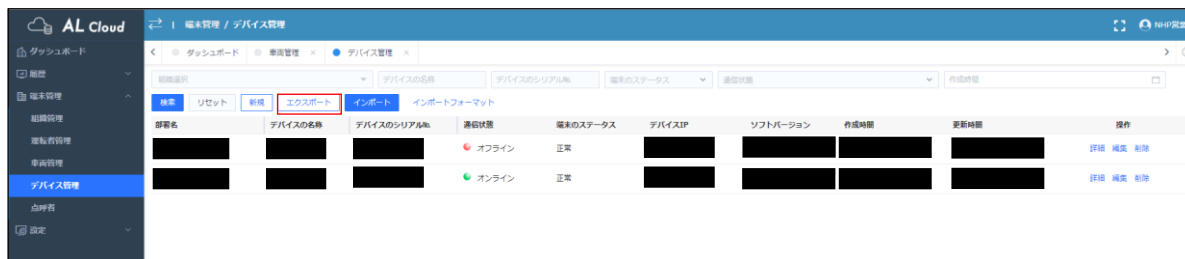 AL Cloud
端末管理 / デバイス管理
NHP営業
ダッシュボード
履歴
端末管理
組織管理
運転者管理
車両管理
デバイス管理
点呼者
設定
ダッシュボード 車両管理 × デバイス管理 ×
組織選択 デバイスの名称 デバイスのシリアル№ 端末のステータス 通信状態 作成時間
検索 リセット 新規 エクスポート インポート インポートフォーマット
部署名 デバイスの名称 デバイスのシリアル№ 通信状態 端末のステータス デバイスIP ソフトバージョン 作成時間 更新時間 操作
オフライン 正常 詳細 編集 削除
オンライン 正常 詳細 編集 削除